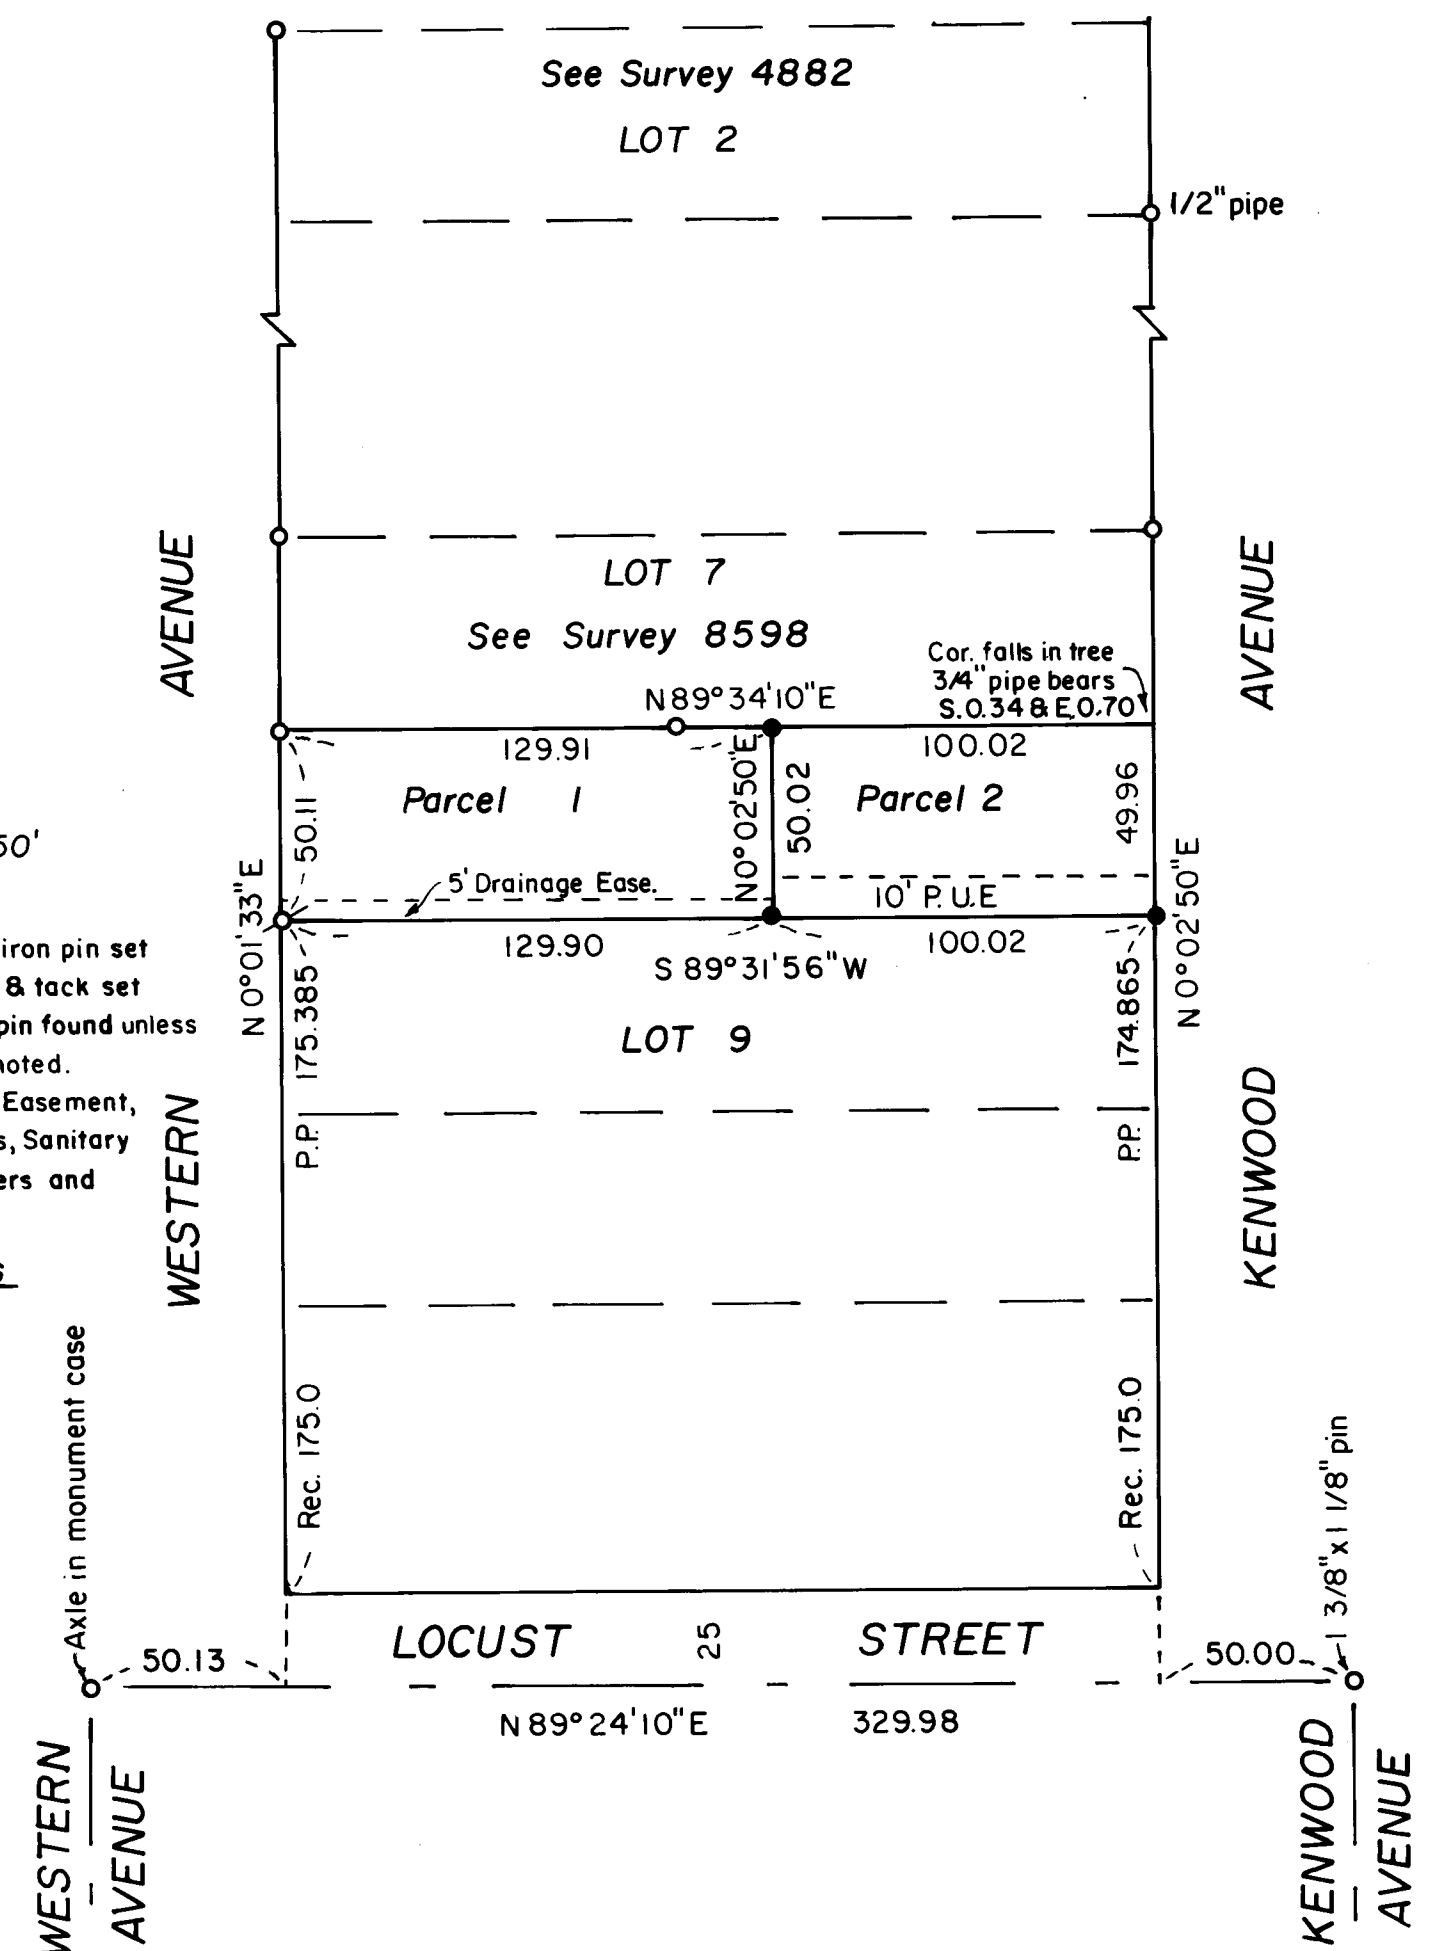 See Survey 4882
LOT 2
1/2" pipe
AVENUE
AVENUE
LOT 7
See Survey 8598
Cor. falls in tree
3/4" pipe bears
S.0.34 & E.0.70
N89°34'10"E
129.91
100.02
Parcel 1
Parcel 2
50.11
N0°02'50"E
50.02
49.96
50'
5' Drainage Ease.
10' P.U.E
N0°01'33"E
N0°02'50"E
129.90
100.02
S 89°31'56"W
iron pin set
& tack set
pin found unless
noted.
Easement,
Sanitary
and
175.385
174.865
LOT 9
WESTERN
KENWOOD
P.P.
P.P.
Axle in monument case
Rec. 175.0
Rec. 175.0
1 3/8" x 1 1/8" pin
LOCUST 25 STREET
50.13
50.00
N 89°24'10"E 329.98
WESTERN
AVENUE
KENWOOD
AVENUE